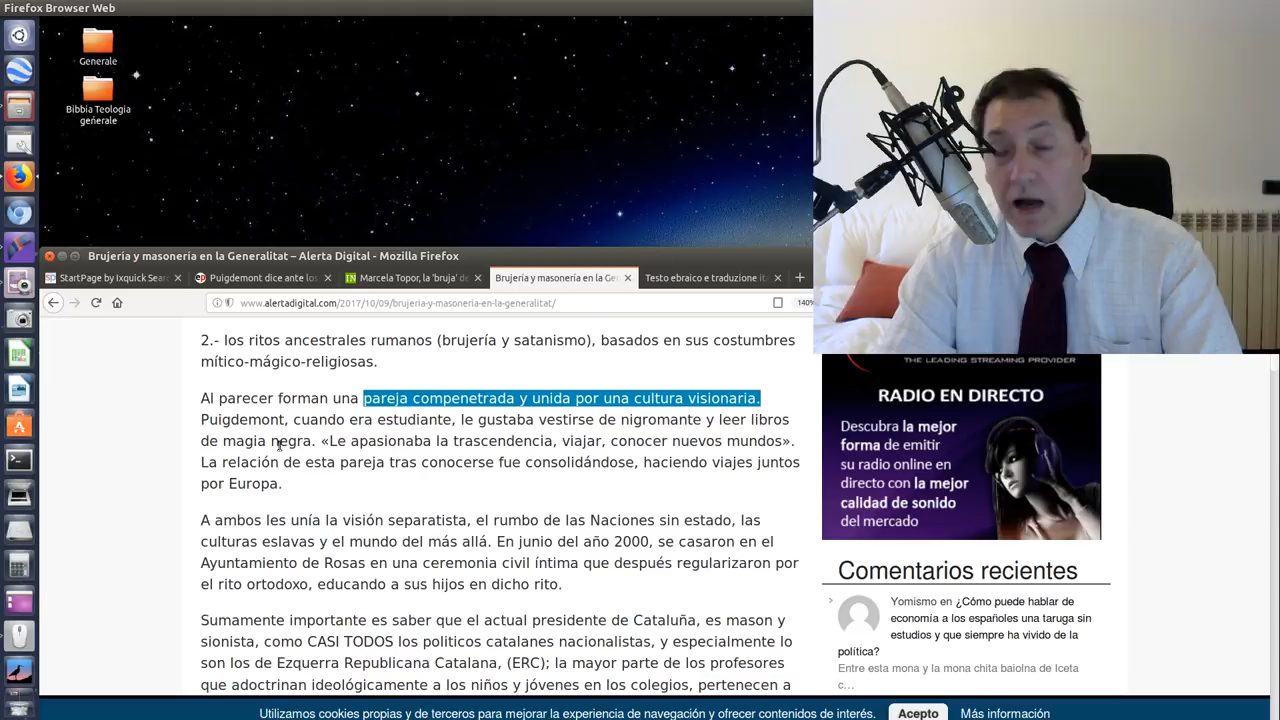 Firefox Browser Web
Generale
Bibbia Teologia
generale
Brujería y masonería en la Generalitat – Alerta Digital - Mozilla Firefox
StartPage by Ixquick Sear
Puigdemont dice ante los
Marcela Topor, la 'bruja' de
Brujería y masonería en la Ge
Testo ebraico e traduzione ita
www.alertadigital.com/2017/10/09/brujeria-y-masoneria-en-la-generalitat/
140%
2.- los ritos ancestrales rumanos (brujería y satanismo), basados en sus costumbres
mítico-mágico-religiosas.
Al parecer forman una pareja compenetrada y unida por una cultura visionaria.
Puigdemont, cuando era estudiante, le gustaba vestirse de nigromante y leer libros
de magia negra. «Le apasionaba la trascendencia, viajar, conocer nuevos mundos».
La relación de esta pareja tras conocerse fue consolidándose, haciendo viajes juntos
por Europa.
A ambos les unía la visión separatista, el rumbo de las Naciones sin estado, las
culturas eslavas y el mundo del más allá. En junio del año 2000, se casaron en el
Ayuntamiento de Rosas en una ceremonia civil íntima que después regularizaron por
el rito ortodoxo, educando a sus hijos en dicho rito.
Sumamente importante es saber que el actual presidente de Cataluña, es mason y
sionista, como CASI TODOS los políticos catalanes nacionalistas, y especialmente lo
son los de Ezquerra Republicana Catalana, (ERC); la mayor parte de los profesores
que adoctrinan ideológicamente a los niños y jóvenes en los colegios, pertenecen a
THE LEADING STREAMING PROVIDER
RADIO EN DIRECTO
Descubra la mejor
forma de emitir
su radio online en
directo con la mejor
calidad de sonido
del mercado
Comentarios recientes
Yomismo en ¿Cómo puede hablar de
economía a los españoles una taruga sin
estudios y que siempre ha vivido de la
política?
Entre esta mona y la mona chita baiolna de Iceta
c…
Utilizamos cookies propias y de terceros para mejorar la experiencia de navegación y ofrecer contenidos de interés.
Acepto
Más información